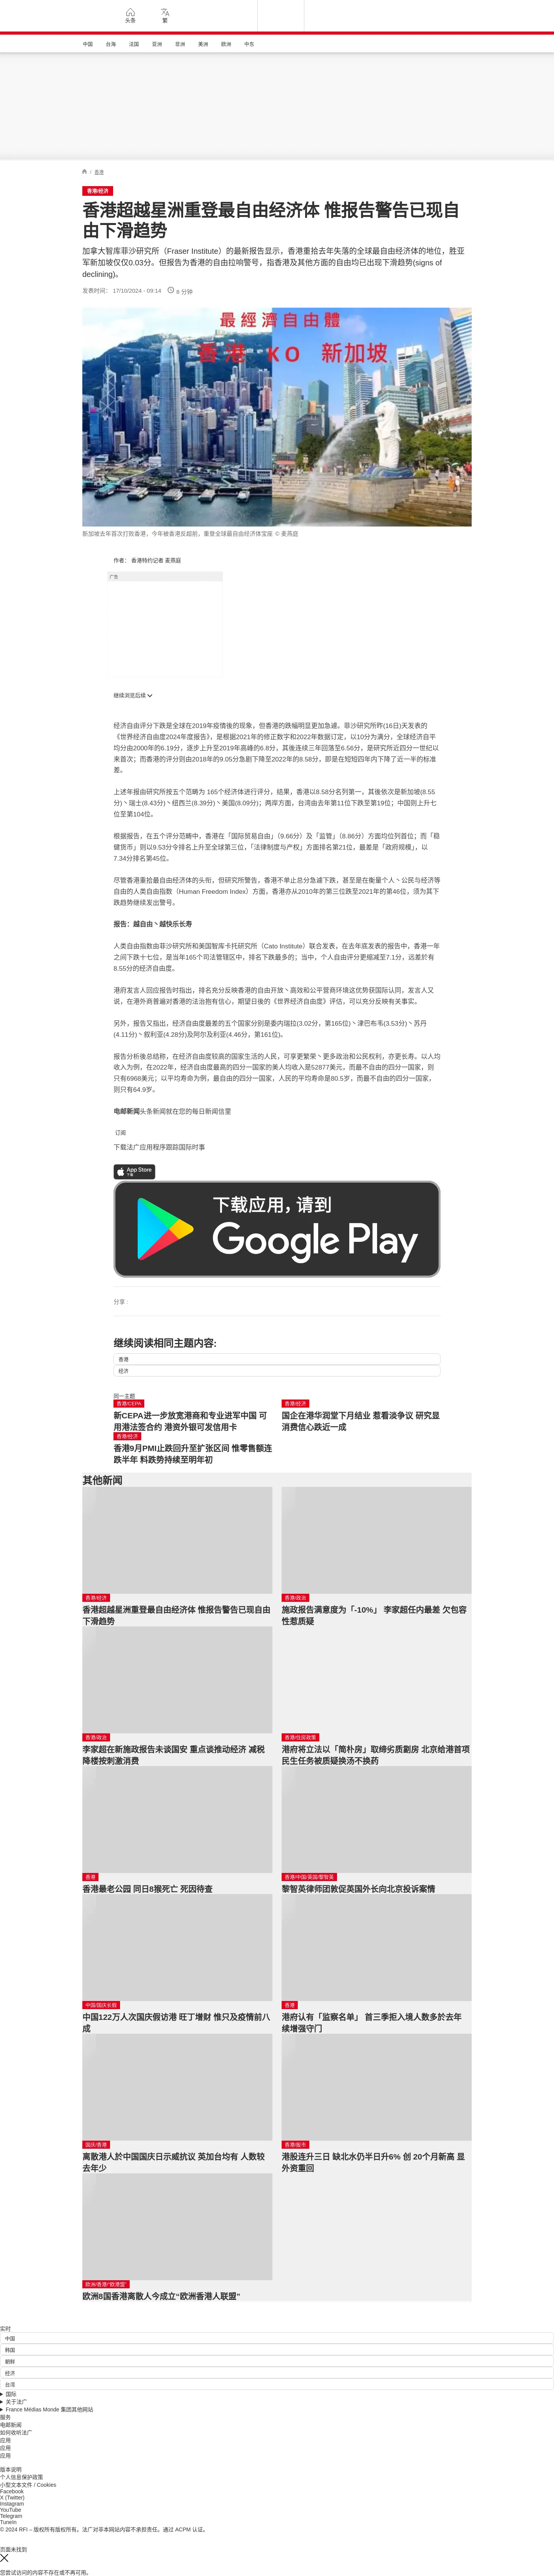 头条
繁
中国
台海
法国
亚洲
非洲
美洲
欧洲
中东
/ 香港
香港/经济
香港超越星洲重登最自由经济体 惟报告警告已现自
由下滑趋势
加拿大智库菲沙研究所（Fraser Institute）的最新报告显示，香港重拾去年失落的全球最自由经济体的地位，胜亚
军新加坡仅仅0.03分。但报告为香港的自由拉响警号，指香港及其他方面的自由均已出现下滑趋势(signs of
declining)。
发表时间： 17/10/2024 - 09:14
8 分钟
最經濟自由體
香港 KO 新加坡
新加坡去年首次打败香港，今年被香港反超前，重登全球最自由经济体宝座 © 麦燕庭
作者： 香港特约记者 麦燕庭
广告
继续浏览后续
经济自由评分下跌是全球在2019年疫情後的现象，但香港的跌幅明显更加急遽。菲沙研究所昨(16日)天发表的
《世界经济自由度2024年度报告》，是根据2021年的修正数字和2022年数据订定，以10分为满分，全球经济自平
均分由2000年的6.19分，逐步上升至2019年高峰的6.8分，其後连续三年回落至6.56分，是研究所近四分一世纪以
来首次；而香港的评分则由2018年的9.05分急剧下降至2022年的8.58分，即是在短短四年内下降了近一半的标准
差。
上述年报由研究所按五个范畴为 165个经济体进行评分，结果，香港以8.58分名列第一，其後依次是新加坡(8.55
分)丶瑞士(8.43分)丶纽西兰(8.39分)丶美国(8.09分)；两岸方面，台湾由去年第11位下跌至第19位；中国则上升七
位至第104位。
根据报告，在五个评分范畴中，香港在「国际贸易自由」（9.66分）及「监管」（8.86分）方面均位列首位；而「稳
健货币」则以9.53分令排名上升至全球第三位，「法律制度与产权」方面排名第21位，最差是「政府规模」，以
7.34分排名第45位。
尽管香港重拾最自由经济体的头衔，但研究所警告，香港不单止总分急遽下跌，甚至是在衡量个人丶公民与经济等
自由的人类自由指数（Human Freedom Index）方面，香港亦从2010年的第三位跌至2021年的第46位，须为其下
跌趋势继续发出警号。
报告：越自由丶越快乐长寿
人类自由指数由菲沙研究所和美国智库卡托研究所（Cato Institute）联合发表，在去年底发表的报告中，香港一年
之间下跌十七位，是当年165个司法管辖区中，排名下跌最多的；当中，个人自由评分更缩减至7.1分，远差於有
8.55分的经济自由度。
港府发言人回应报告时指出，排名充分反映香港的自由开放丶高效和公平营商环境这优势获国际认同，发言人又
说，在港外商普遍对香港的法治抱有信心，期望日後的《世界经济自由度》评估，可以充分反映有关事实。
另外，报告又指出，经济自由度最差的五个国家分别是委内瑞拉(3.02分，第165位)丶津巴布韦(3.53分)丶苏丹
(4.11分)丶叙利亚(4.28分)及阿尔及利亚(4.46分，第161位)。
报告分析後总结称，在经济自由度较高的国家生活的人民，可享更繁荣丶更多政治和公民权利，亦更长寿。以人均
收入为例，在2022年，经济自由度最高的四分一国家的美人均收入是52877美元，而最不自由的四分一国家，则
只有6968美元；以平均寿命为例，最自由的四分一国家，人民的平均寿命是80.5岁，而最不自由的四分一国家，
则只有64.9岁。
电邮新闻头条新闻就在您的每日新闻信里
订阅
下载法广应用程序跟踪国际时事
App Store
下载
下载应用，请到
Google Play
分享 :
继续阅读相同主题内容:
香港
经济
同一主题
香港/CEPA
新CEPA进一步放宽港商和专业进军中国 可
用港法签合约 港资外银可发信用卡
香港/经济
国企在港华润堂下月结业 惹看淡争议 研究显
消费信心跌近一成
香港/经济
香港9月PMI止跌回升至扩张区间 惟零售额连
跌半年 料跌势持续至明年初
其他新闻
香港/经济
香港超越星洲重登最自由经济体 惟报告警告已现自由
下滑趋势
香港/政治
施政报告满意度为「-10%」 李家超任内最差 欠包容
性惹质疑
香港/政治
李家超在新施政报告未谈国安 重点谈推动经济 减税
降楼按刺激消费
香港/住房政策
港府将立法以「简朴房」取缔劣质劏房 北京给港首项
民生任务被质疑换汤不换药
香港
香港最老公园 同日8猴死亡 死因待查
香港/中国/英国/黎智英
黎智英律师团敦促英国外长向北京投诉案情
中国/国庆长假
中国122万人次国庆假访港 旺丁增财 惟只及疫情前八
成
香港
港府认有「监察名单」 首三季拒入境人数多於去年
续增强守门
国庆/香港
离散港人於中国国庆日示威抗议 英加台均有 人数较
去年少
香港/股市
港股连升三日 缺北水仍半日升6% 创 20个月新高 显
外资重回
欧洲/香港/"欧港盟'
欧洲8国香港离散人今成立“欧洲香港人联盟”
实时
中国
韩国
朝鲜
经济
台湾
国际
关于法广
France Médias Monde 集团其他网站
服务
电邮新闻
如何收听法广
应用
应用
应用
版本说明
个人信息保护政策
小型文本文件 / Cookies
Facebook
X (Twitter)
Instagram
YouTube
Telegram
TuneIn
© 2024 RFI – 版权所有版权所有。法广对非本网站内容不承担责任。通过 ACPM 认证。
页面未找到
您尝试访问的内容不存在或不再可用。